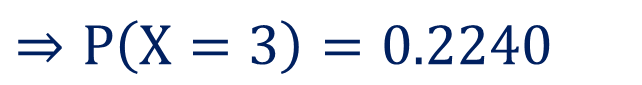 ⇒ P(X = 3) = 0.2240